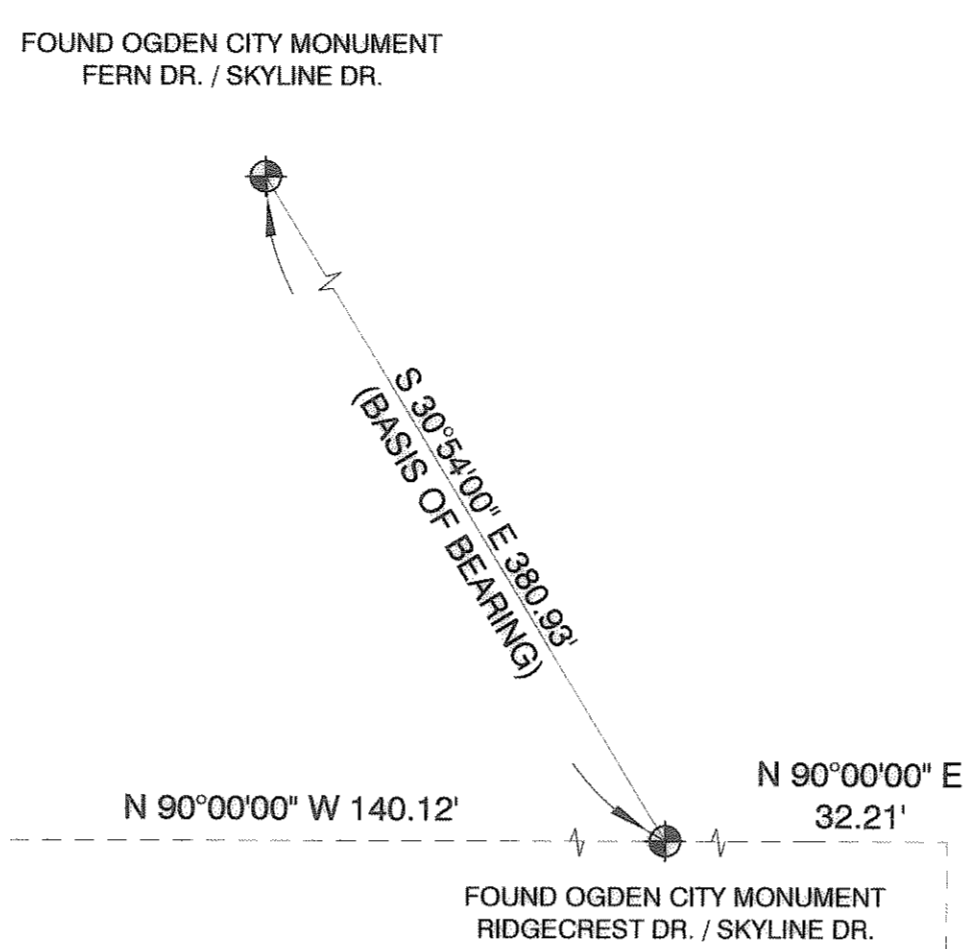 FOUND OGDEN CITY MONUMENT
FERN DR. / SKYLINE DR.
S 30°54'00" E 380.93'
(BASIS OF BEARING)
N 90°00'00" W 140.12'
N 90°00'00" E
32.21'
FOUND OGDEN CITY MONUMENT
RIDGECREST DR. / SKYLINE DR.